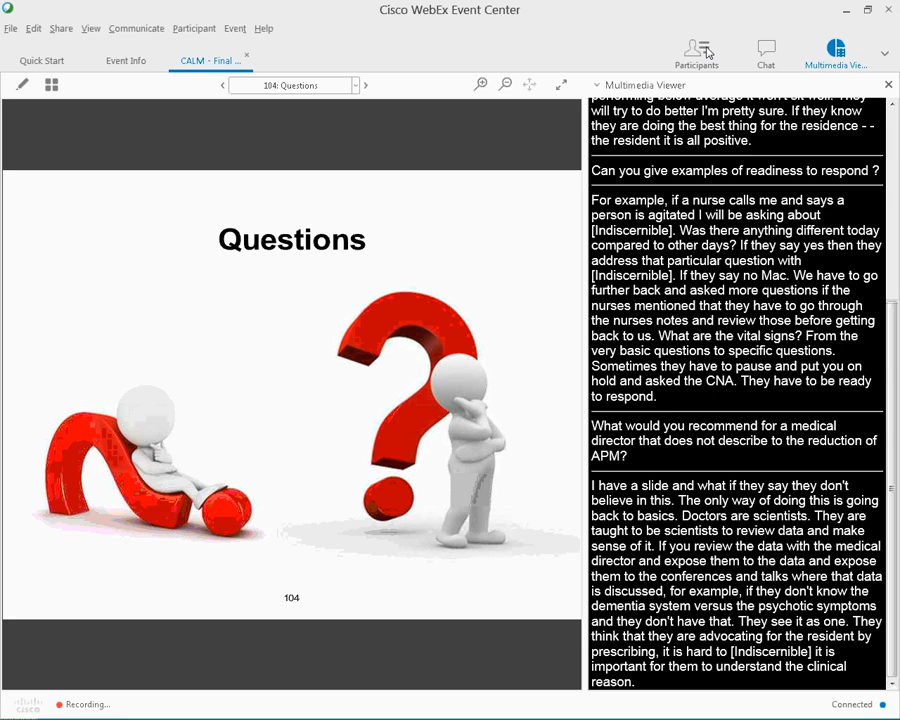 Cisco WebEx Event Center
File Edit Share View Communicate Participant Event Help
Quick Start Event Info CALM - Final ... × Participants Chat Multimedia Vie...
104: Questions
Multimedia Viewer
performing below average it won't sit well. They
will try to do better I'm pretty sure. If they know
they are doing the best thing for the residence - -
the resident it is all positive.
Can you give examples of readiness to respond ?
For example, if a nurse calls me and says a
person is agitated I will be asking about
[Indiscernible]. Was there anything different today
compared to other days? If they say yes then they
address that particular question with
[Indiscernible]. If they say no Mac. We have to go
further back and asked more questions if the
nurses mentioned that they have to go through
the nurses notes and review those before getting
back to us. What are the vital signs? From the
very basic questions to specific questions.
Sometimes they have to pause and put you on
hold and asked the CNA. They have to be ready
to respond.
What would you recommend for a medical
director that does not describe to the reduction of
APM?
I have a slide and what if they say they don't
believe in this. The only way of doing this is going
back to basics. Doctors are scientists. They are
taught to be scientists to review data and make
sense of it. If you review the data with the medical
director and expose them to the data and expose
them to the conferences and talks where that data
is discussed, for example, if they don't know the
dementia system versus the psychotic symptoms
and they don't have that. They see it as one. They
think that they are advocating for the resident by
prescribing, it is hard to [Indiscernible] it is
important for them to understand the clinical
reason.
Questions
104
cisco
Recording...
Connected